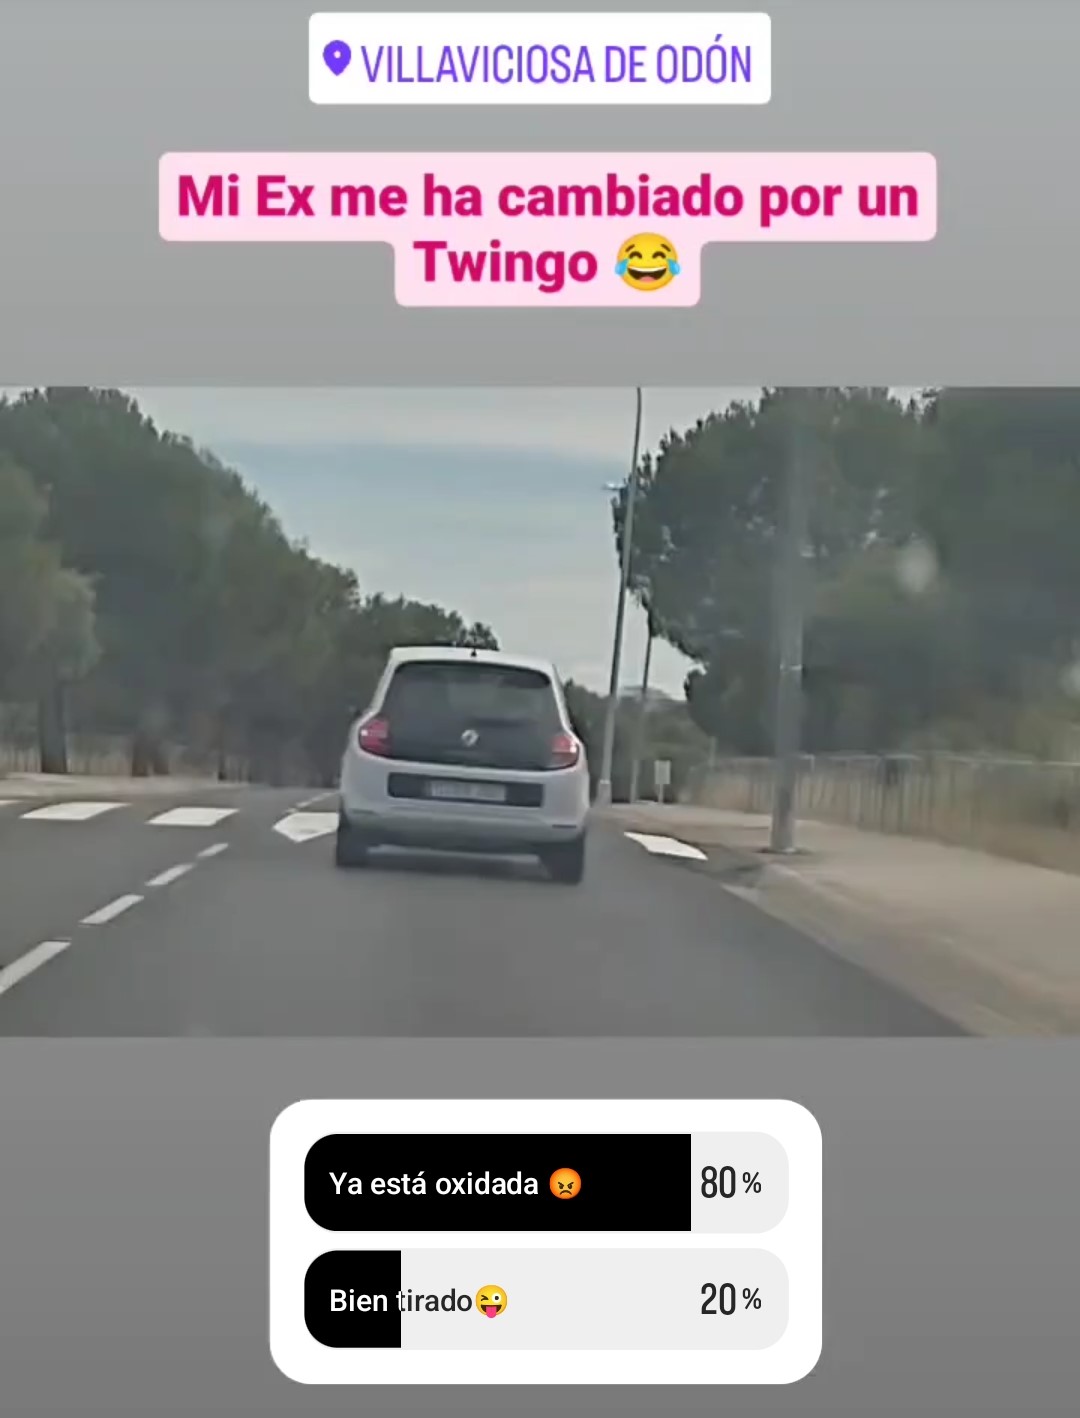 VILLAVICIOSA DE ODÓN
Mi Ex me ha cambiado por un
Twingo 😂
Ya está oxidada 😡 80%
Bien tirado😜 20%